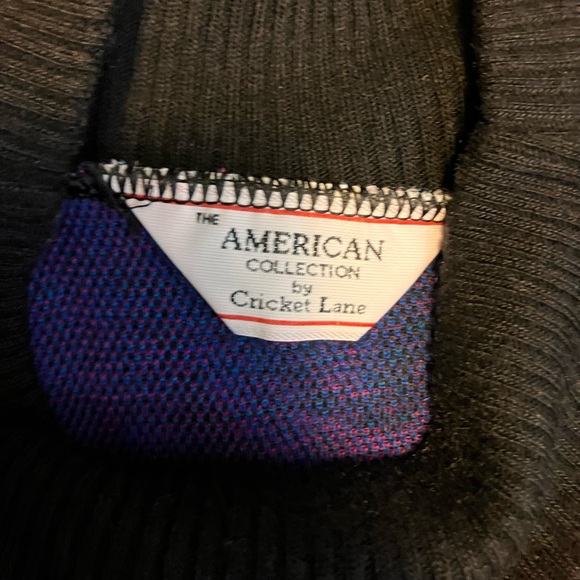 THE
AMERICAN
COLLECTION
by
Cricket Lane